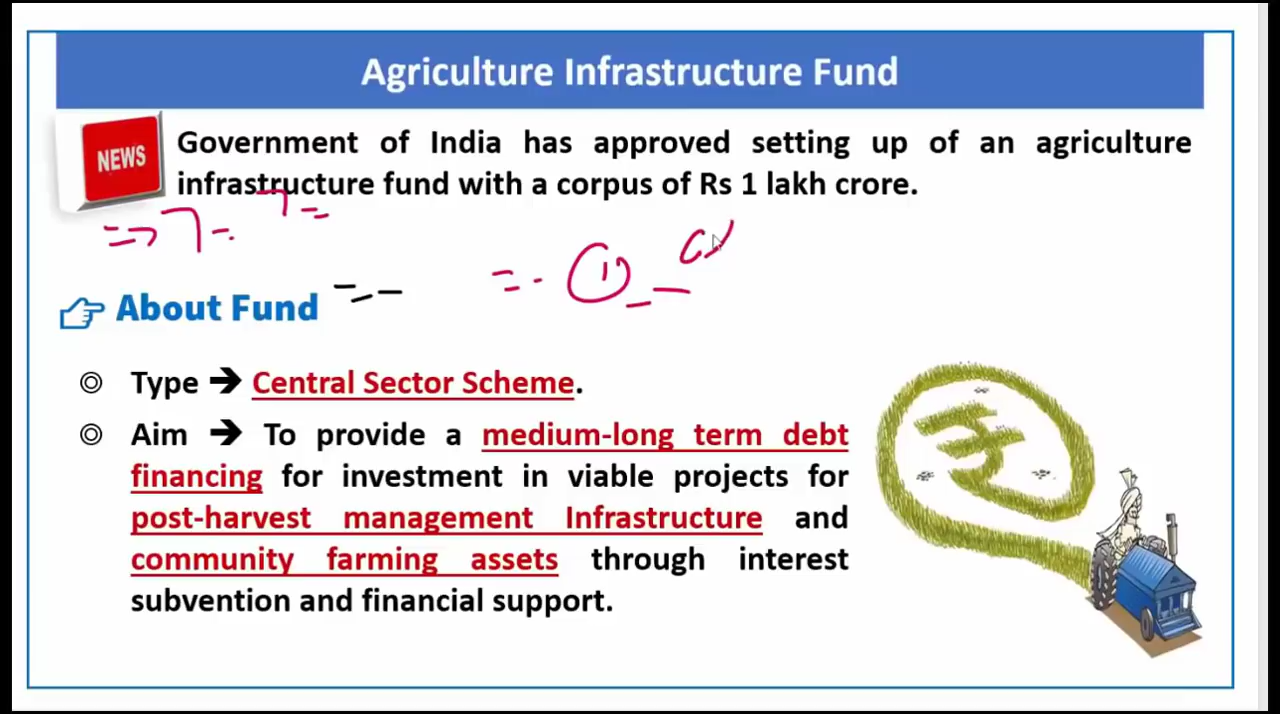 Agriculture Infrastructure Fund
NEWS
Government of India has approved setting up of an agriculture
infrastructure fund with a corpus of Rs 1 lakh crore.
About Fund
Type ➔ Central Sector Scheme.
Aim ➔ To provide a medium-long term debt
financing for investment in viable projects for
post-harvest management Infrastructure and
community farming assets through interest
subvention and financial support.